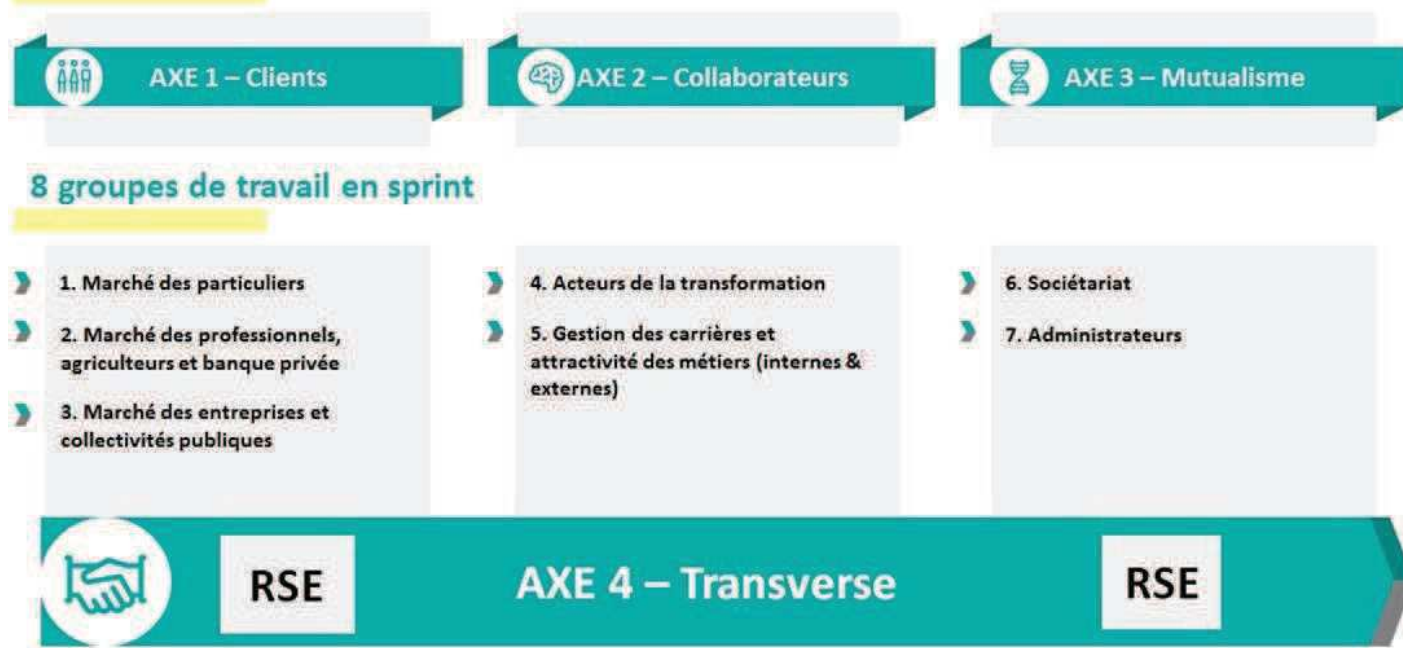 AXE 1 – Clients
AXE 2 – Collaborateurs
AXE 3 – Mutualisme
8 groupes de travail en sprint
1. Marché des particuliers
2. Marché des professionnels,
agriculteurs et banque privée
3. Marché des entreprises et
collectivités publiques
4. Acteurs de la transformation
5. Gestion des carrières et
attractivité des métiers (internes &
externes)
6. Sociétariat
7. Administrateurs
RSE
AXE 4 – Transverse
RSE